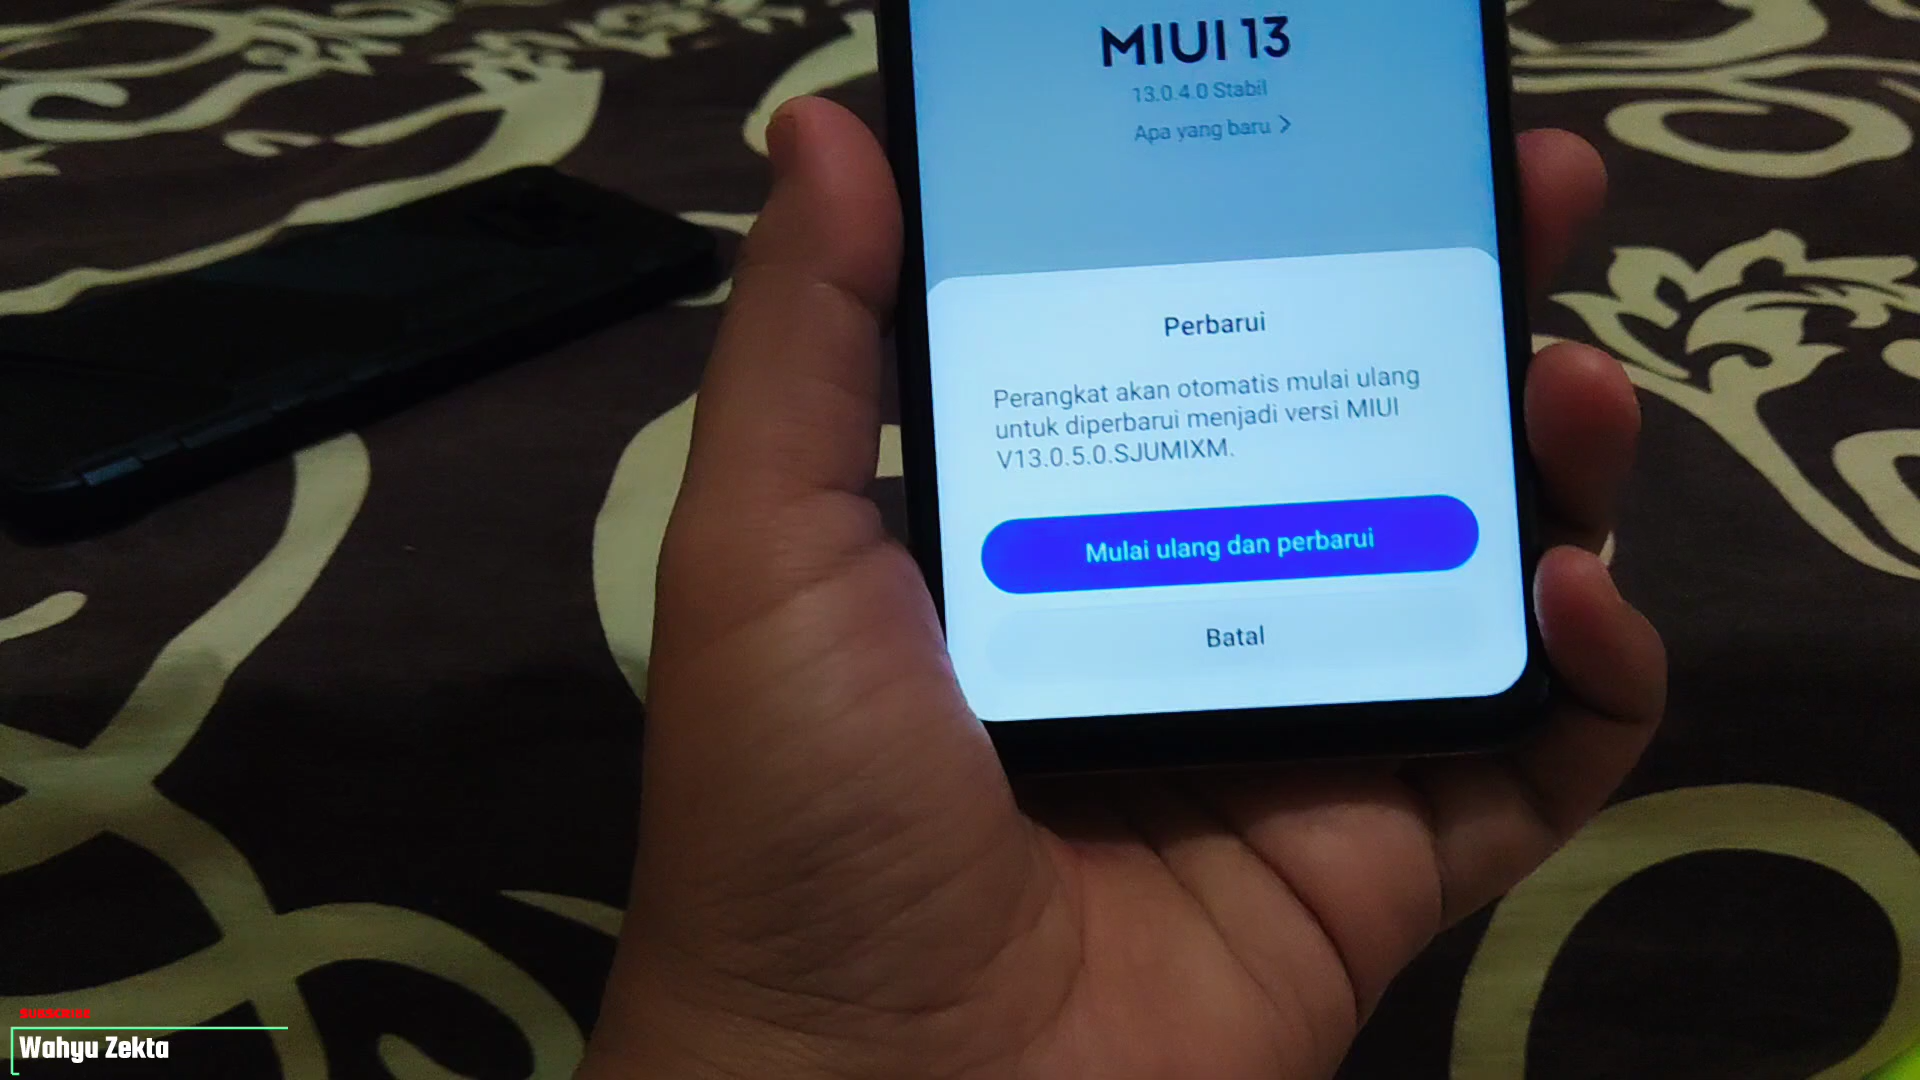 MIUI 13
13.0.4.0 Stabil
Apa yang baru >
Perbarui
Perangkat akan otomatis mulai ulang
untuk diperbarui menjadi versi MIUI
V13.0.5.0.SJUMIXM.
Mulai ulang dan perbarui
Batal
SUBSCRIBE
Wahyu Zekta